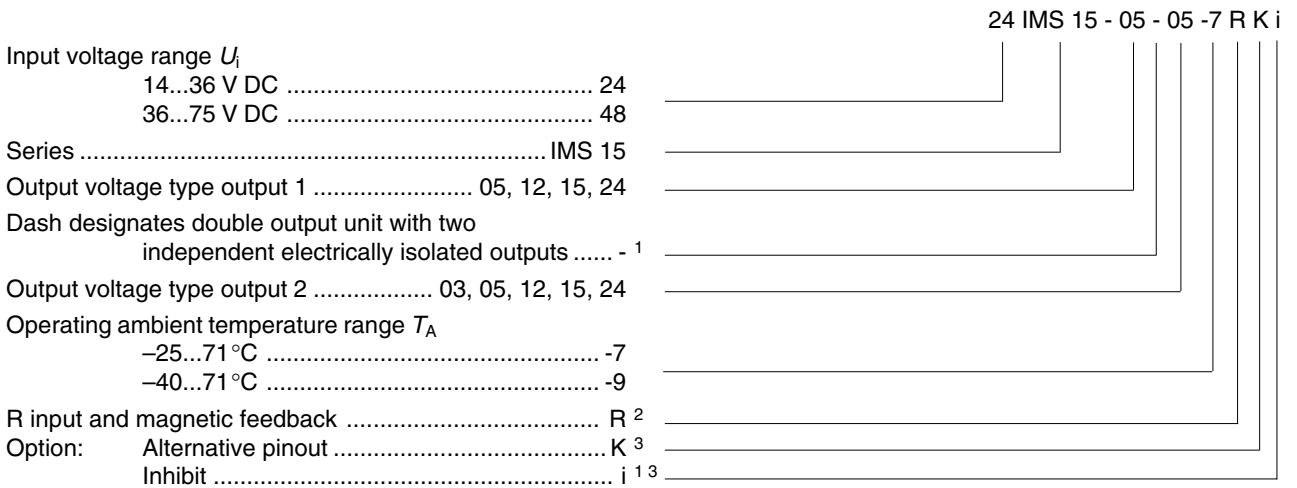 24 IMS 15 - 05 - 05 -7 R K i
Input voltage range Ui
14...36 V DC .............................................. 24
36...75 V DC .............................................. 48
Series ...................................................................... IMS 15
Output voltage type output 1 ........................ 05, 12, 15, 24
Dash designates double output unit with two
independent electrically isolated outputs ...... - 1
Output voltage type output 2 .................. 03, 05, 12, 15, 24
Operating ambient temperature range TA
–25...71 °C .................................................. -7
–40...71 °C .................................................. -9
R input and magnetic feedback ...................................... R 2
Option: Alternative pinout ......................................... K 3
Inhibit ............................................................ i 1 3